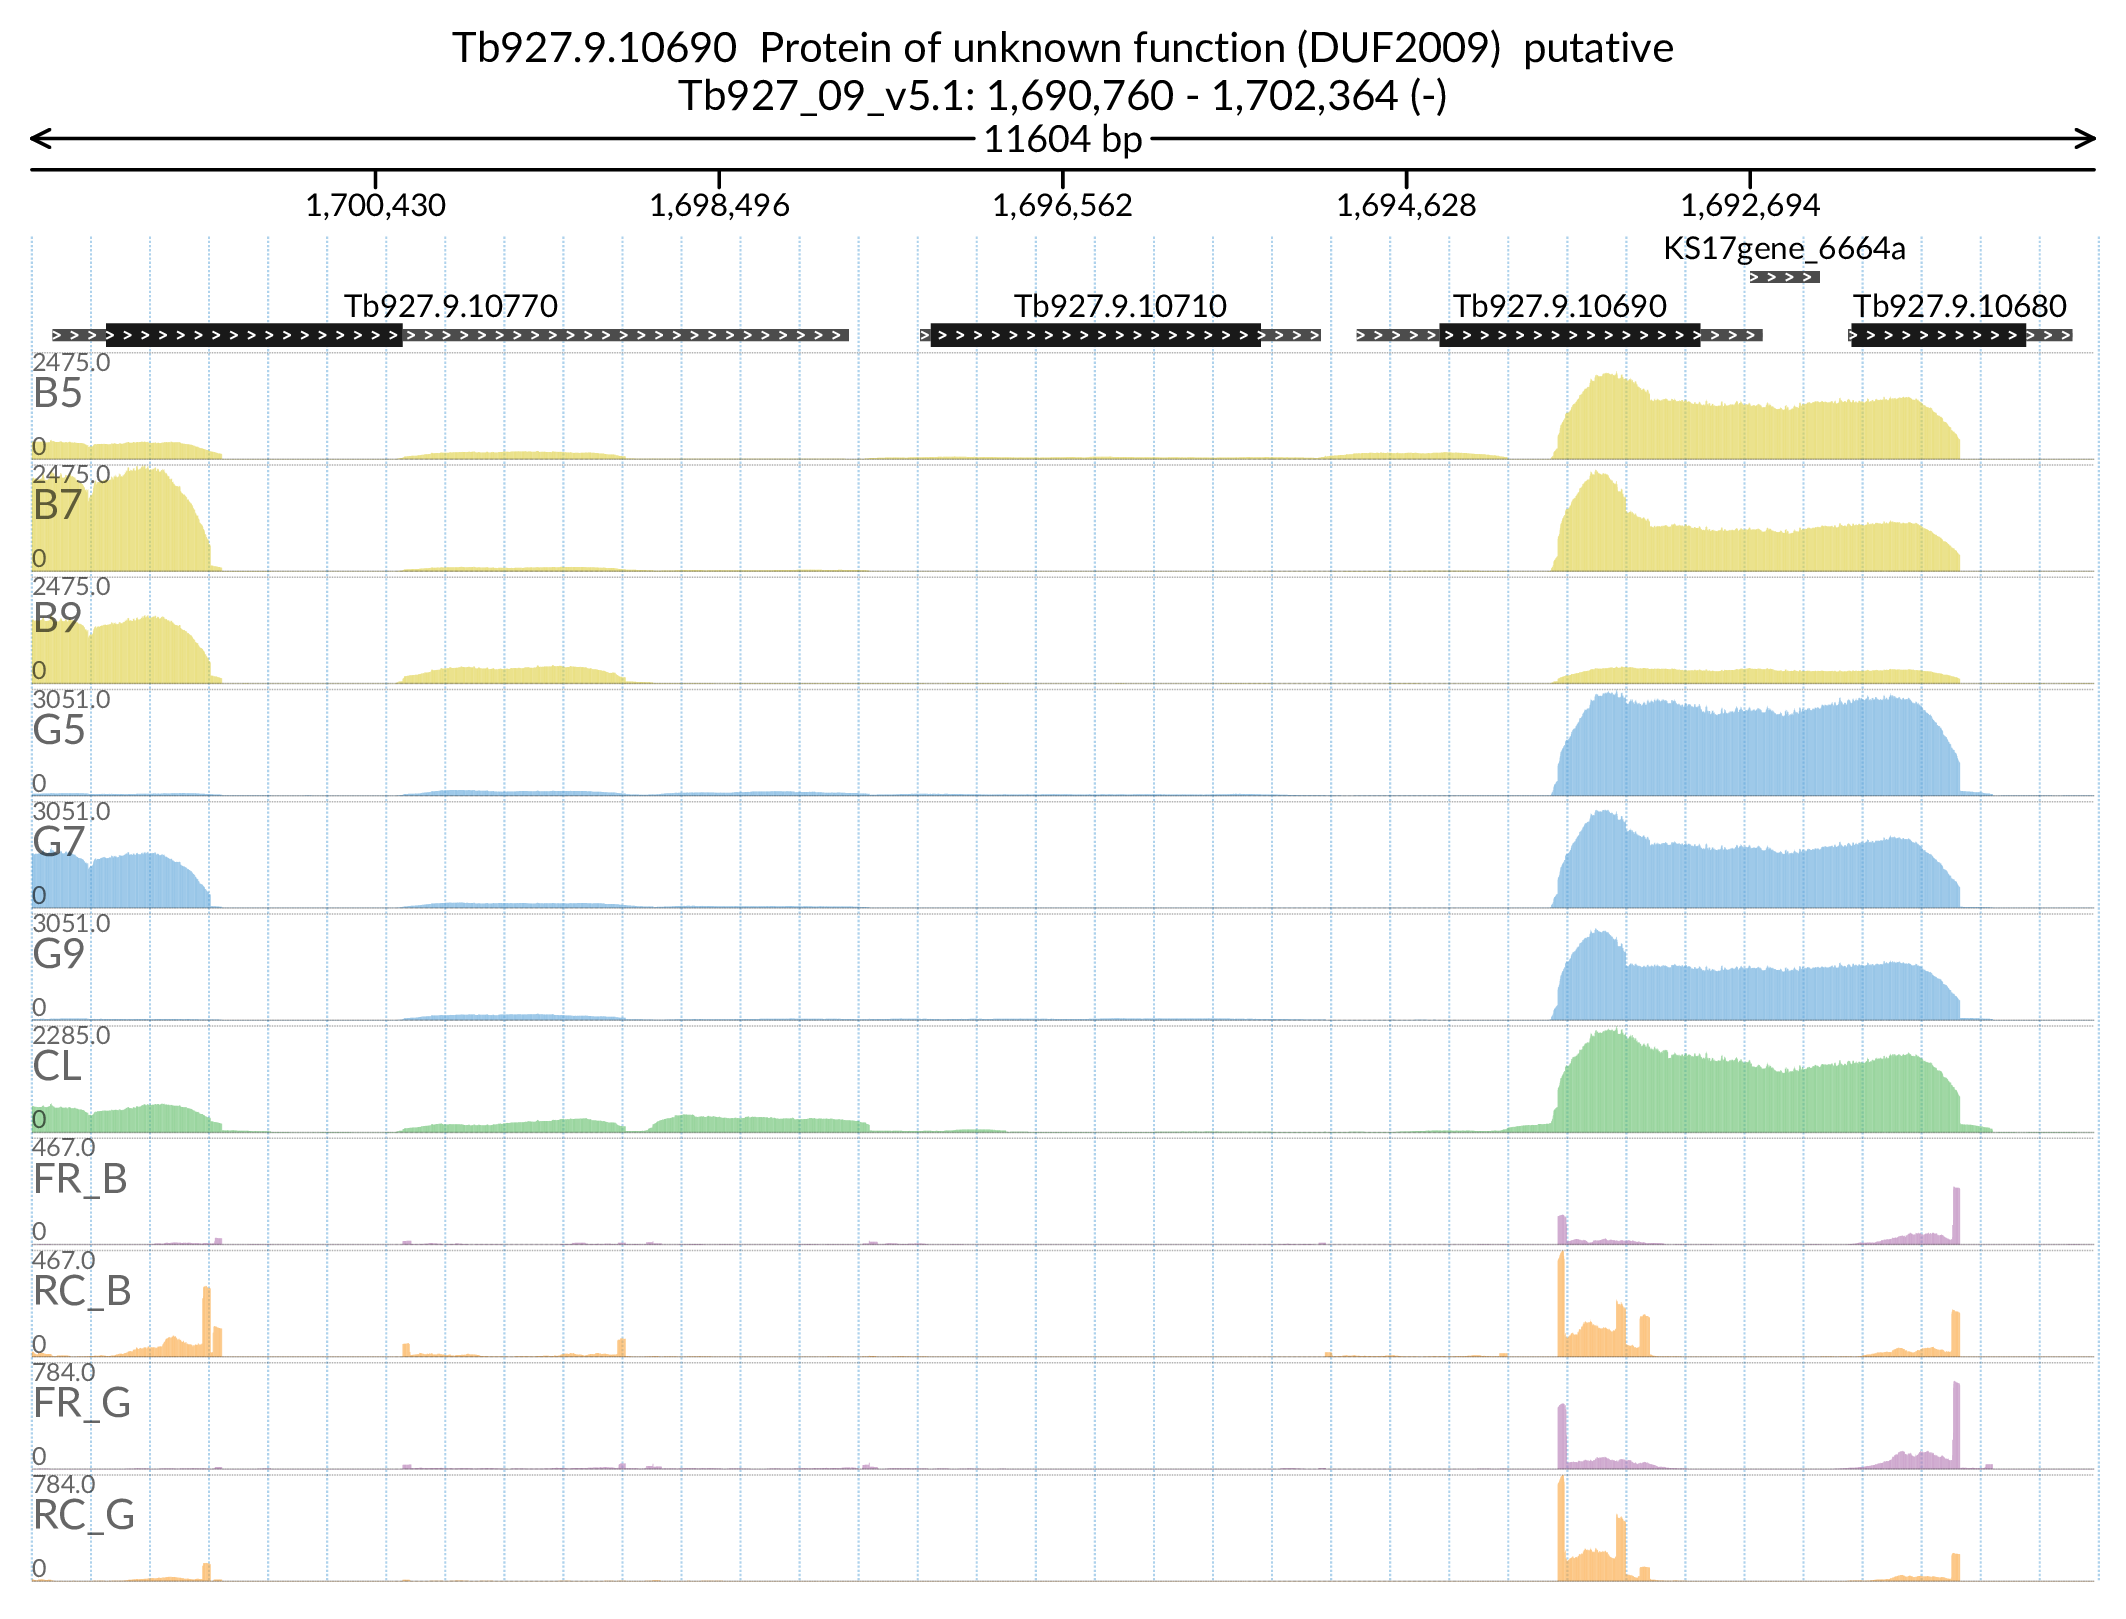 Tb927.9.10690  Protein of unknown function (DUF2009)  putative
Tb927_09_v5.1: 1,690,760 - 1,702,364 (-)
11604 bp
1,700,430 1,698,496 1,696,562 1,694,628 1,692,694
KS17gene_6664a
Tb927.9.10770 Tb927.9.10710 Tb927.9.10690 Tb927.9.10680
2475.0
B5
0
2475.0
B7
0
2475.0
B9
0
3051.0
G5
0
3051.0
G7
0
3051.0
G9
0
2285.0
CL
0
467.0
FR_B
0
467.0
RC_B
0
784.0
FR_G
0
784.0
RC_G
0